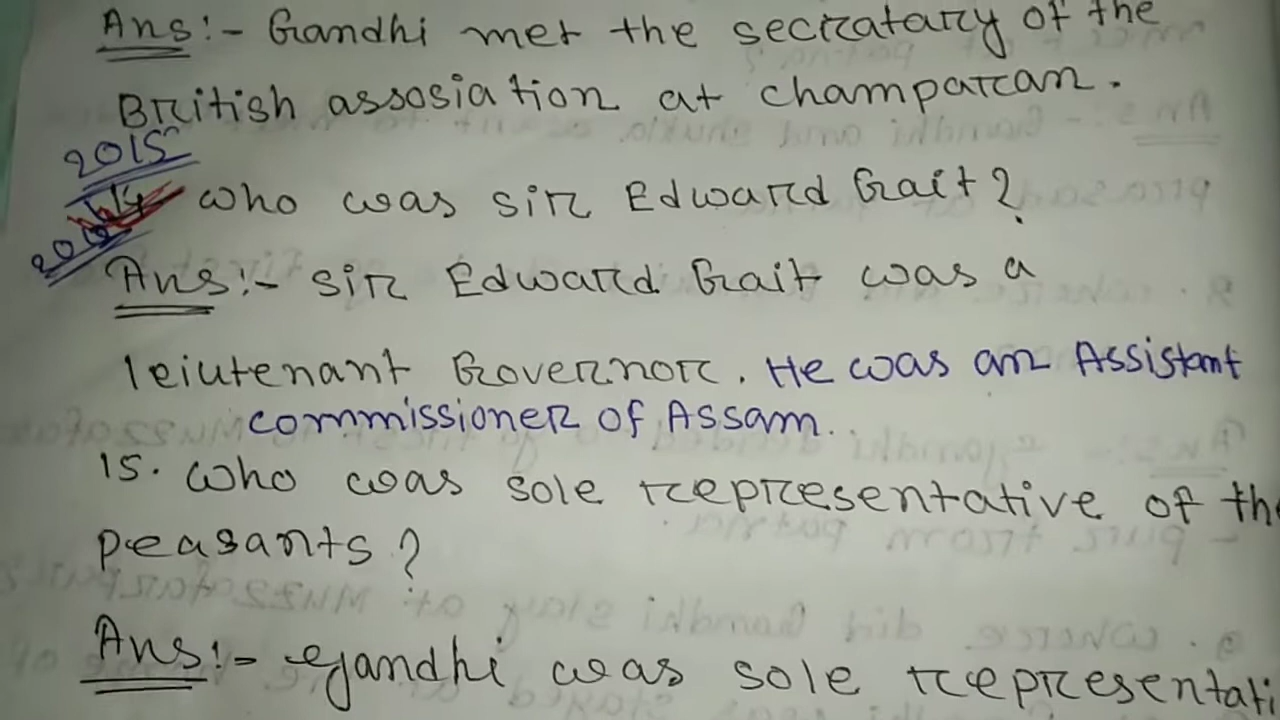 Ans:- Gandhi met the secratary of the
British assosiation at champaran.
2015
14 who was sir Edward Gait?
Ans:- sir Edward Gait was a
leiutenant Governor. He was an Assistant
commissioner of Assam.
15. Who was sole representative of the
peasants?
Ans:- Gandhi was sole representati